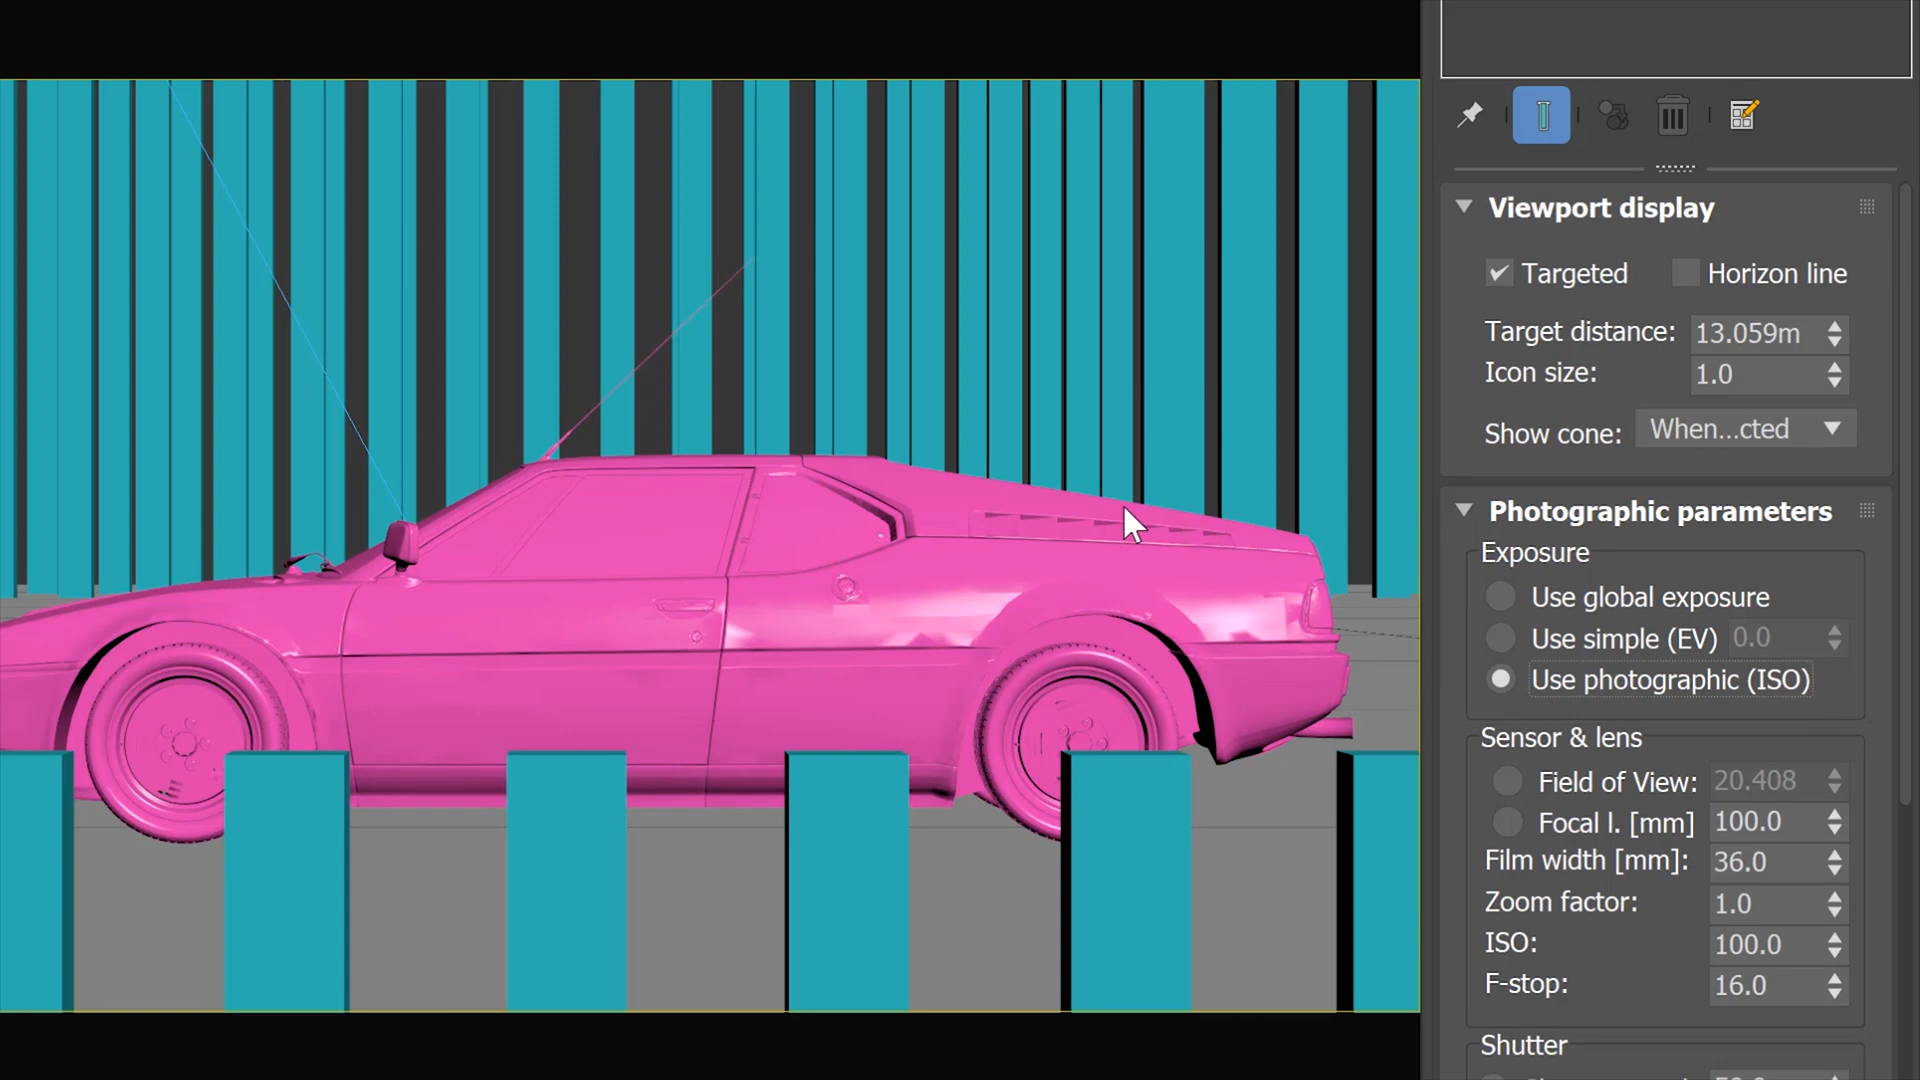 Viewport display
Targeted Horizon line
Target distance: 13.059m
Icon size: 1.0
Show cone: When...cted
Photographic parameters
Exposure
Use global exposure
Use simple (EV) 0.0
Use photographic (ISO)
Sensor & lens
Field of View: 20.408
Focal l. [mm] 100.0
Film width [mm]: 36.0
Zoom factor: 1.0
ISO: 100.0
F-stop: 16.0
Shutter